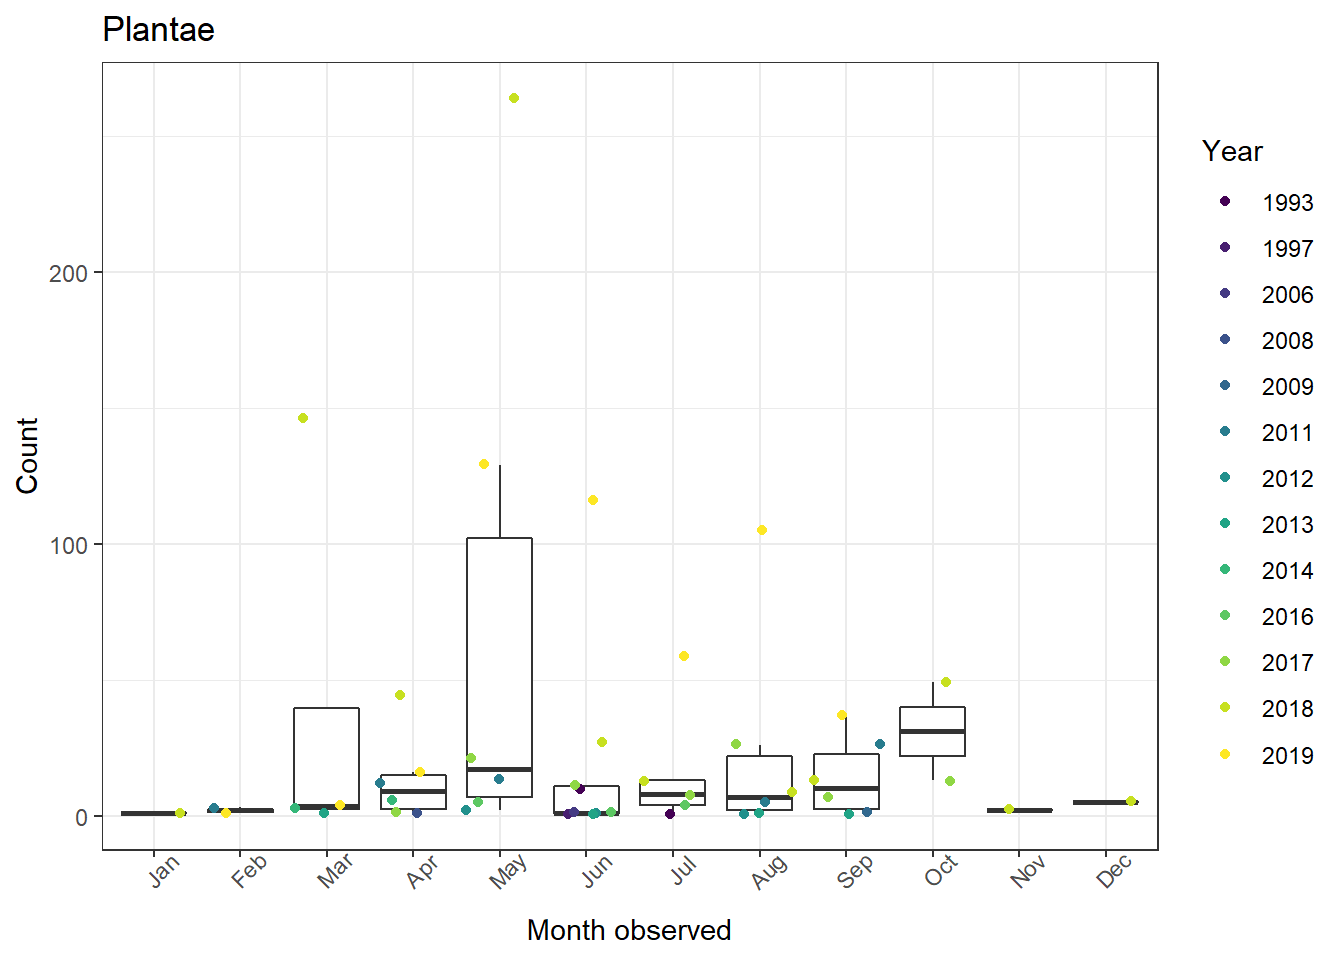 Plantae
Count
200
100
0
Jan
Feb
Mar
Apr
May
Jun
Jul
Aug
Sep
Oct
Nov
Dec
Month observed
Year
1993
1997
2006
2008
2009
2011
2012
2013
2014
2016
2017
2018
2019